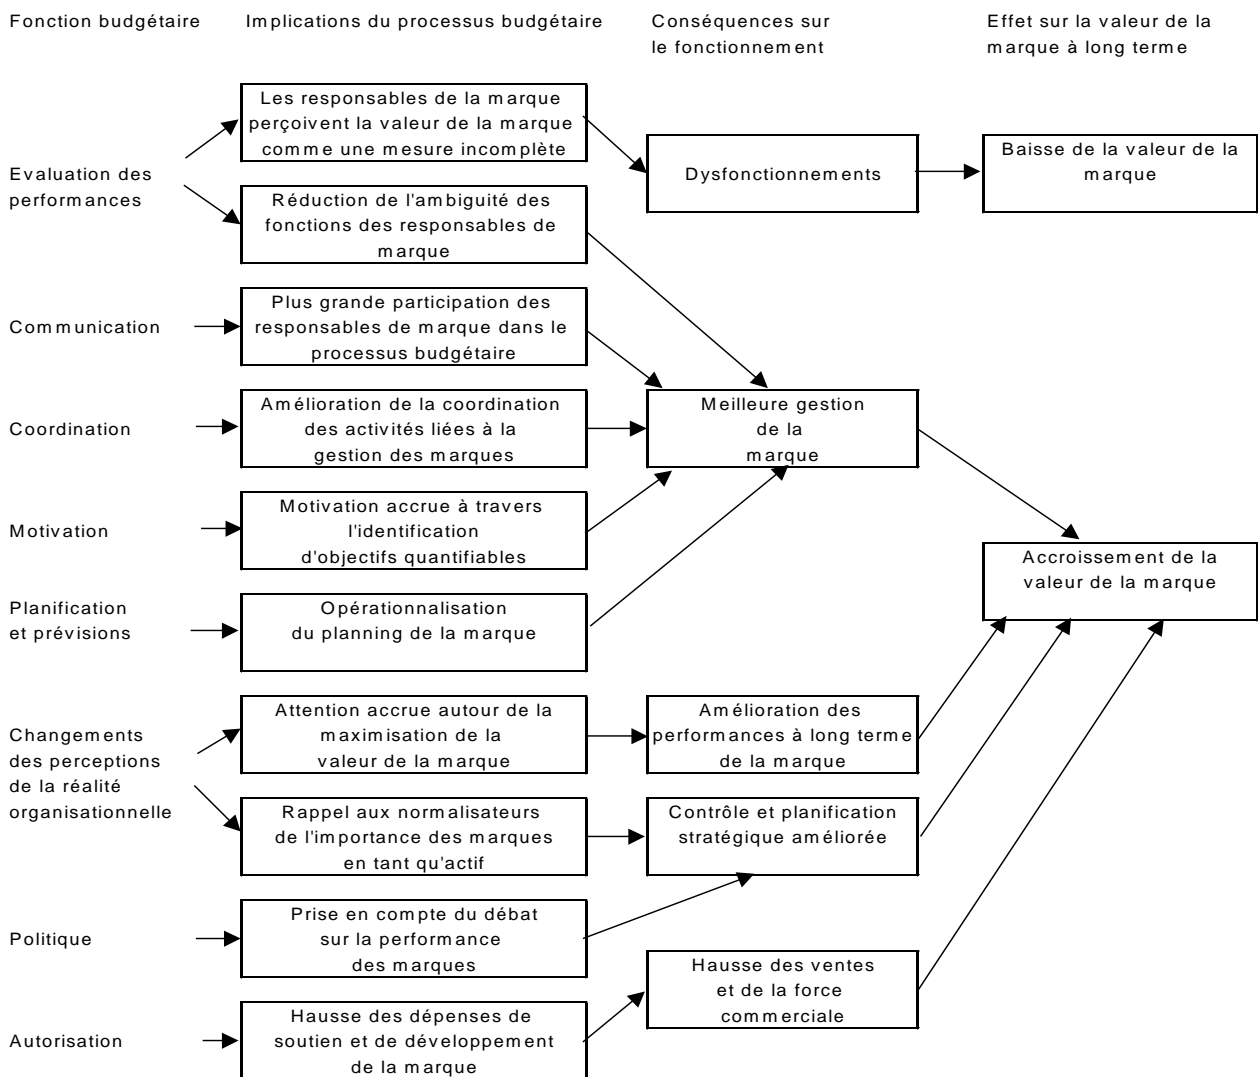 Fonction budgétaire
Implications du processus budgétaire
Conséquences sur
le fonctionnement
Effet sur la valeur de la
marque à long terme
Evaluation des
performances
Les responsables de la marque
perçoivent la valeur de la marque
comme une mesure incomplète
Dysfonctionnements
Baisse de la valeur de la
marque
Réduction de l'ambiguité des
fonctions des responsables de
marque
Communication
Plus grande participation des
responsables de marque dans le
processus budgétaire
Coordination
Amélioration de la coordination
des activités liées à la
gestion des marques
Meilleure gestion
de la
marque
Motivation
Motivation accrue à travers
l'identification
d'objectifs quantifiables
Accroissement de la
valeur de la marque
Planification
et prévisions
Opérationnalisation
du planning de la marque
Changements
des perceptions
de la réalité
organisationnelle
Attention accrue autour de la
maximisation de la
valeur de la marque
Amélioration des
performances à long terme
de la marque
Rappel aux normalisateurs
de l'importance des marques
en tant qu'actif
Contrôle et planification
stratégique améliorée
Politique
Prise en compte du débat
sur la performance
des marques
Hausse des ventes
et de la force
commerciale
Autorisation
Hausse des dépenses de
soutien et de développement
de la marque